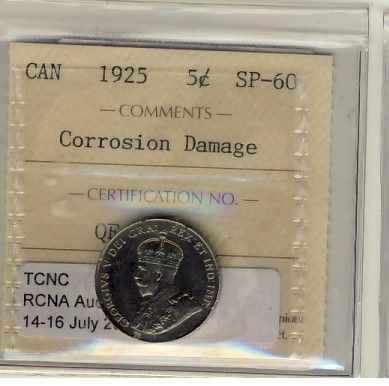 CAN 1925 5¢ SP-60
COMMENTS
Corrosion Damage
CERTIFICATION NO.
GEORGIVS V DEI GRA: REX ET IND:IMP:
TCNC
RCNA
14-16 July